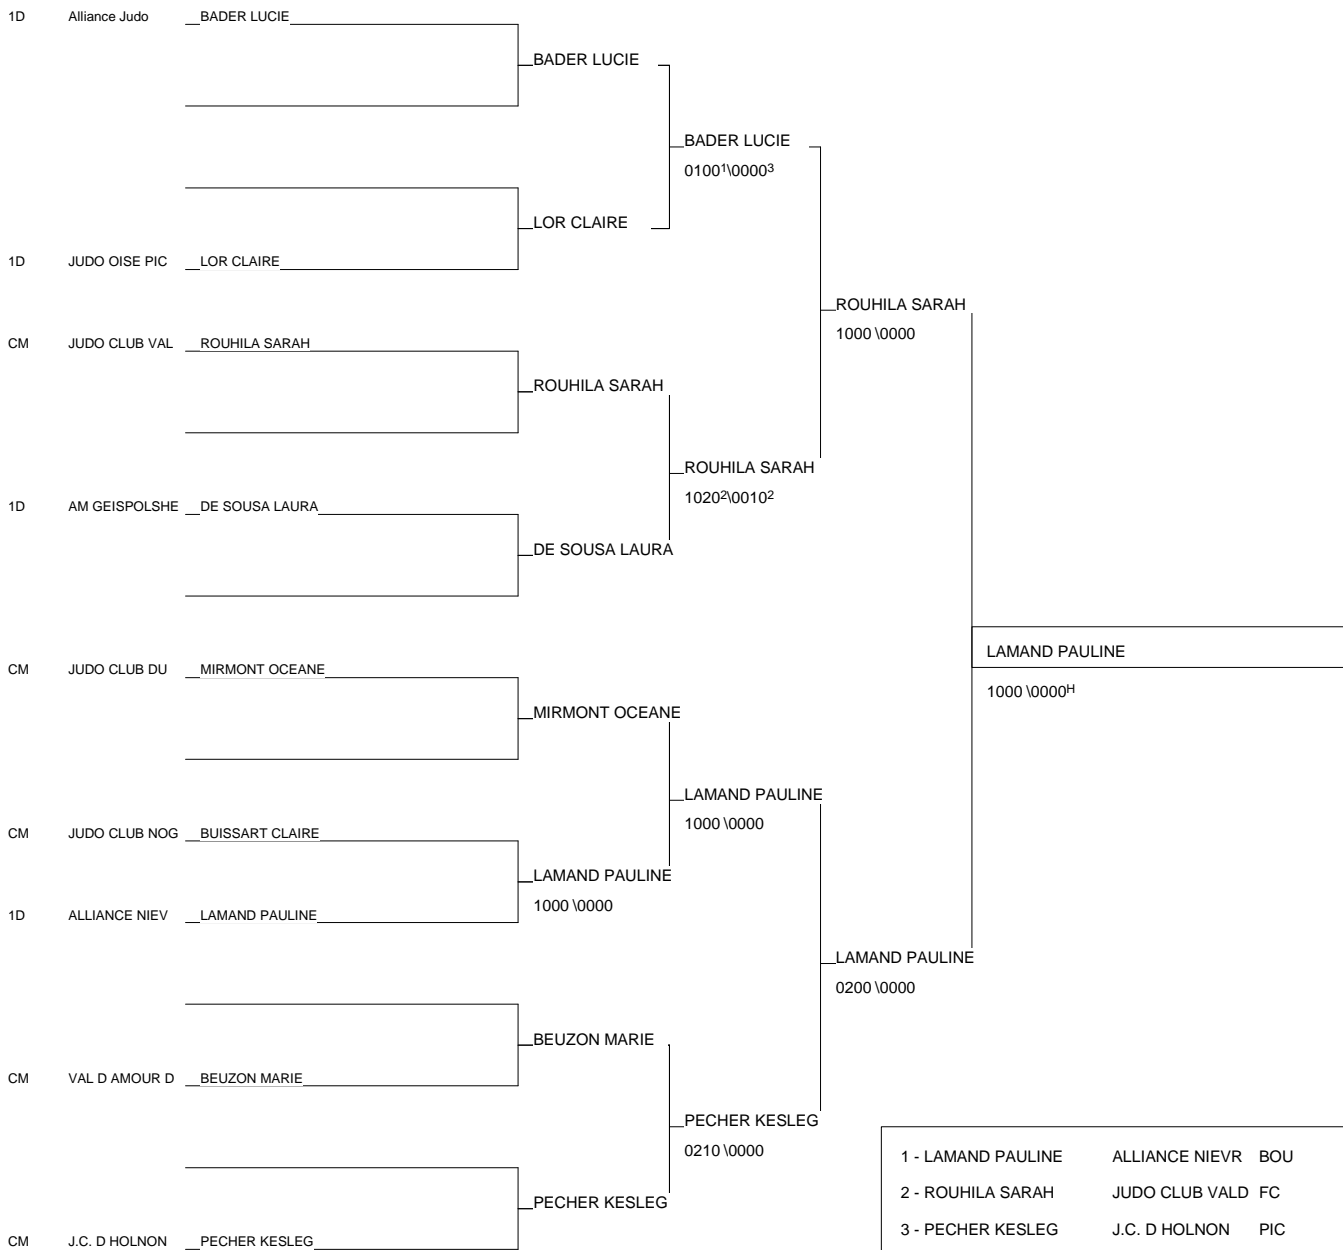 1D Alliance Judo BADER LUCIE
BADER LUCIE
BADER LUCIE
0100¹\0000³
LOR CLAIRE
1D JUDO OISE PIC LOR CLAIRE
ROUHILA SARAH
1000 \0000
CM JUDO CLUB VAL ROUHILA SARAH
ROUHILA SARAH
ROUHILA SARAH
1020²\0010²
1D AM GEISPOLSHE DE SOUSA LAURA
DE SOUSA LAURA
LAMAND PAULINE
1000 \0000ᴴ
CM JUDO CLUB DU MIRMONT OCEANE
MIRMONT OCEANE
LAMAND PAULINE
1000 \0000
CM JUDO CLUB NOG BUISSART CLAIRE
LAMAND PAULINE
1000 \0000
1D ALLIANCE NIEV LAMAND PAULINE
LAMAND PAULINE
0200 \0000
BEUZON MARIE
CM VAL D AMOUR D BEUZON MARIE
PECHER KESLEG
0210 \0000
PECHER KESLEG
CM J.C. D HOLNON PECHER KESLEG
1 - LAMAND PAULINE ALLIANCE NIEVR BOU
2 - ROUHILA SARAH JUDO CLUB VALD FC
3 - PECHER KESLEG J.C. D HOLNON PIC